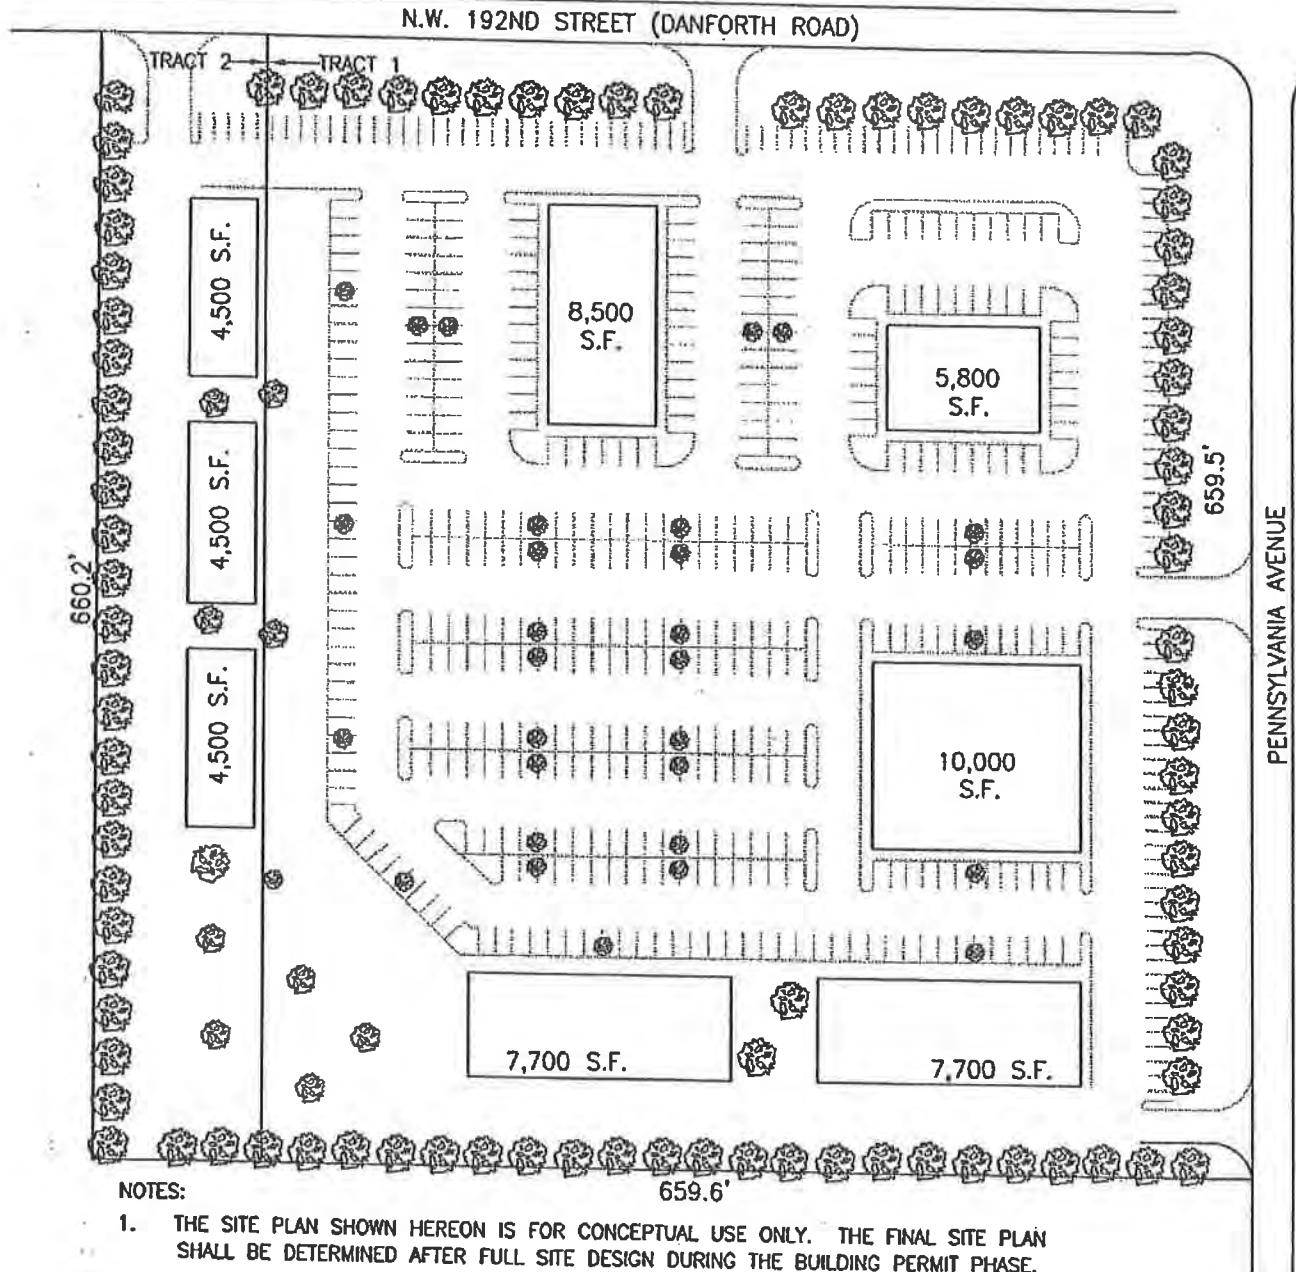 N.W. 192ND STREET (DANFORTH ROAD)
TRACT 2
TRACT 1
4,500 S.F.
8,500
S.F.
5,800
S.F.
4,500 S.F.
659.5'
660.2'
PENNSYLVANIA AVENUE
4,500 S.F.
10,000
S.F.
7,700 S.F.
7,700 S.F.
659.6'
NOTES:
1. THE SITE PLAN SHOWN HEREON IS FOR CONCEPTUAL USE ONLY. THE FINAL SITE PLAN
SHALL BE DETERMINED AFTER FULL SITE DESIGN DURING THE BUILDING PERMIT PHASE.